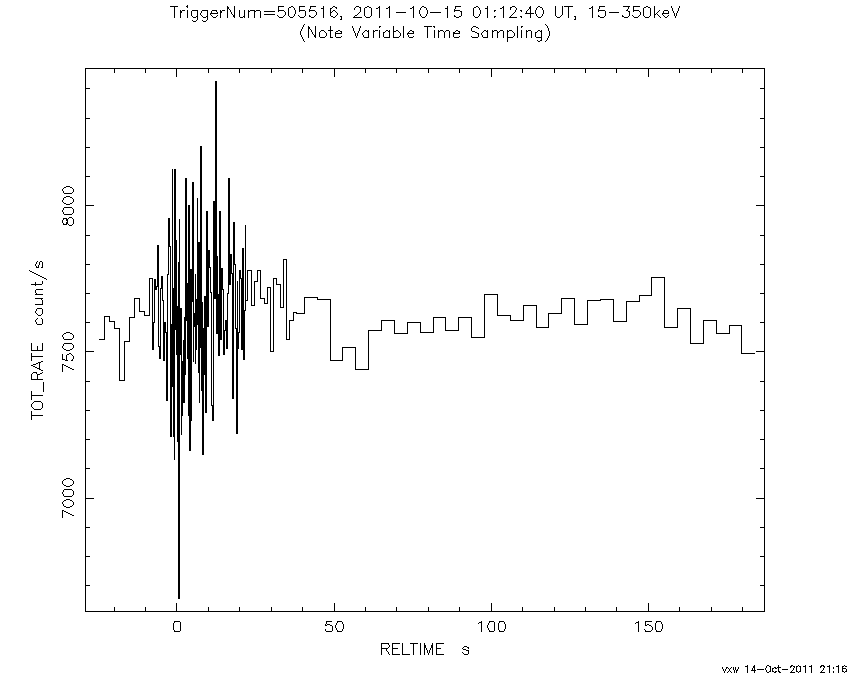 TriggerNum=505516, 2011-10-15 01:12:40 UT, 15-350keV
(Note Variable Time Sampling)
8000
7500
7000
TOT_RATE count/s
0 50 100 150
RELTIME s
vxw 14-Oct-2011 21:16